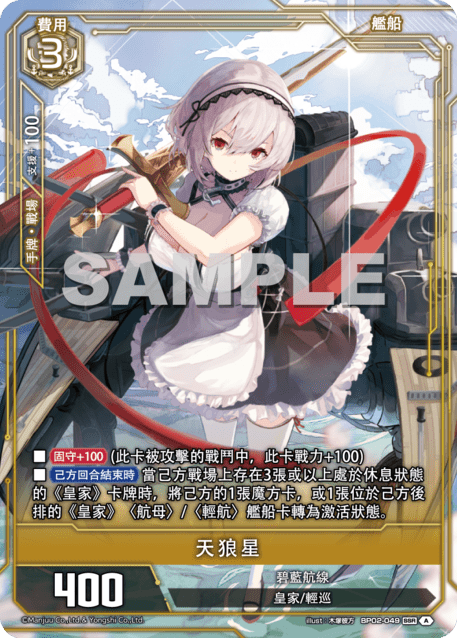 費用
3
艦船
支援+100
手牌・戰場
SAMPLE
■ 固守+100 (此卡被攻擊的戰鬥中，此卡戰力+100)
■ 己方回合結束時 當己方戰場上存在3張或以上處於休息狀態
的《皇家》卡牌時，將己方的1張魔方卡，或1張位於己方後
排的《皇家》〈航母〉/〈輕航〉艦船卡轉為激活狀態。
天狼星
400
碧藍航線
皇家/輕巡
©Manjuu Co.,Ltd & Yongshi Co.,Ltd.
illust：木塚彼方 BP02-049 SSR A